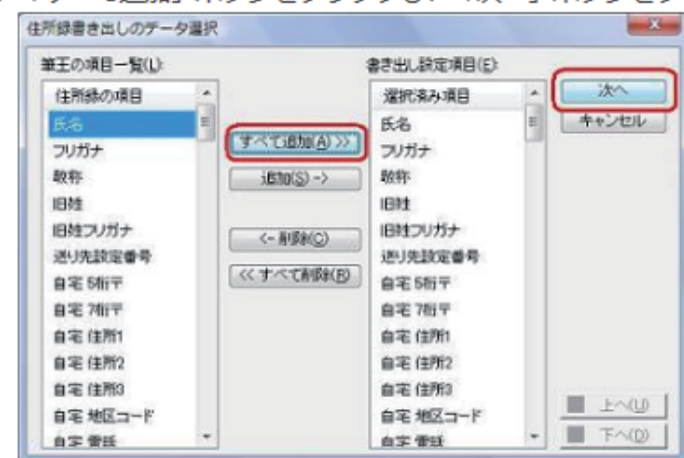 住所録書き出しのデータ選択
筆王の項目一覧(L):
住所録の項目
氏名
フリガナ
敬称
旧姓
旧姓フリガナ
送り先設定番号
自宅 5桁〒
自宅 7桁〒
自宅 住所1
自宅 住所2
自宅 住所3
自宅 地区コード
自宅 電話
すべて追加(A) >>
追加(S) ->
<- 削除(C)
<< すべて削除(R)
書き出し設定項目(E):
選択済み項目
氏名
フリガナ
敬称
旧姓
旧姓フリガナ
送り先設定番号
自宅 5桁〒
自宅 7桁〒
自宅 住所1
自宅 住所2
自宅 住所3
自宅 地区コード
自宅 電話
次へ
キャンセル
上へ(U)
下へ(D)